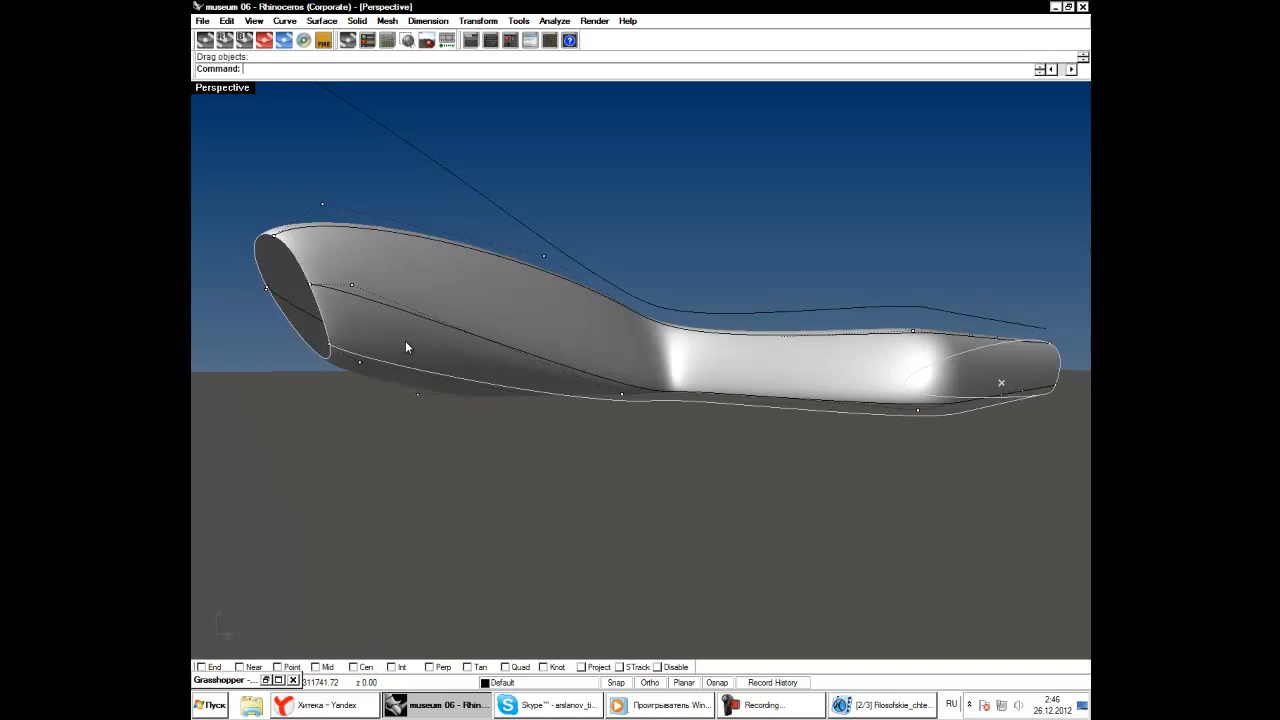 museum 06 - Rhinoceros (Corporate) - [Perspective]
File Edit View Curve Surface Solid Mesh Dimension Transform Tools Analyze Render Help
Drag objects:
Command:
Perspective
End Near Point Mid Cen Int Perp Tan Quad Knot Project STrack Disable
Grasshopper -... 311741.72 z 0.00 Default Snap Ortho Planar Osnap Record History
Пуск Хитека – Yandex museum 06 - Rhin... Skype™ - arslanov_ti... Проигрыватель Win... Recording... [2/3] Filosofskie_chte... RU 2:46
26.12.2012